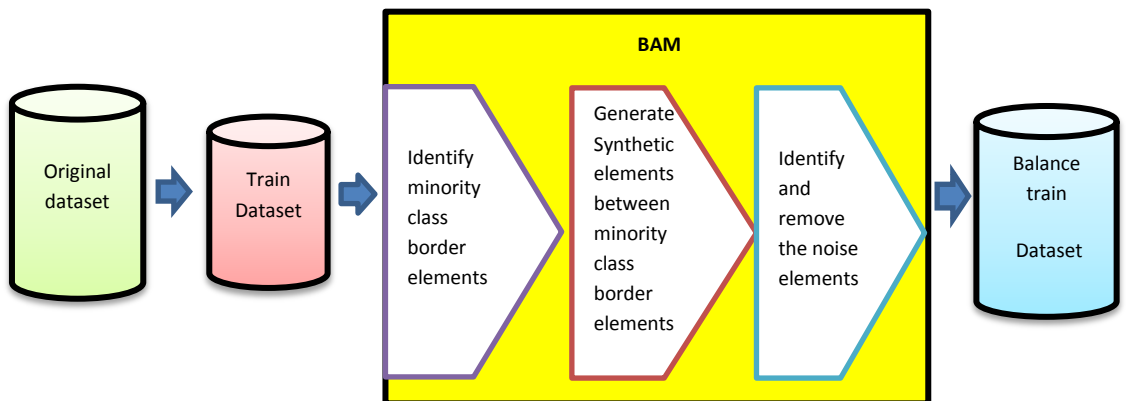 BAM
Original
dataset
Train
Dataset
Identify
minority
class
border
elements
Generate
Synthetic
elements
between
minority
class
border
elements
Identify
and
remove
the noise
elements
Balance
train
Dataset